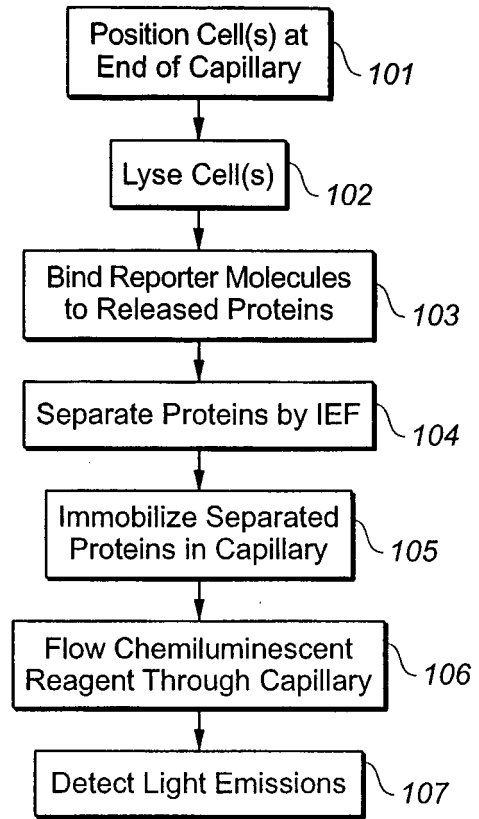 Position Cell(s) at
End of Capillary
101
Lyse Cell(s)
102
Bind Reporter Molecules
to Released Proteins
103
Separate Proteins by IEF
104
Immobilize Separated
Proteins in Capillary
105
Flow Chemiluminescent
Reagent Through Capillary
106
Detect Light Emissions
107